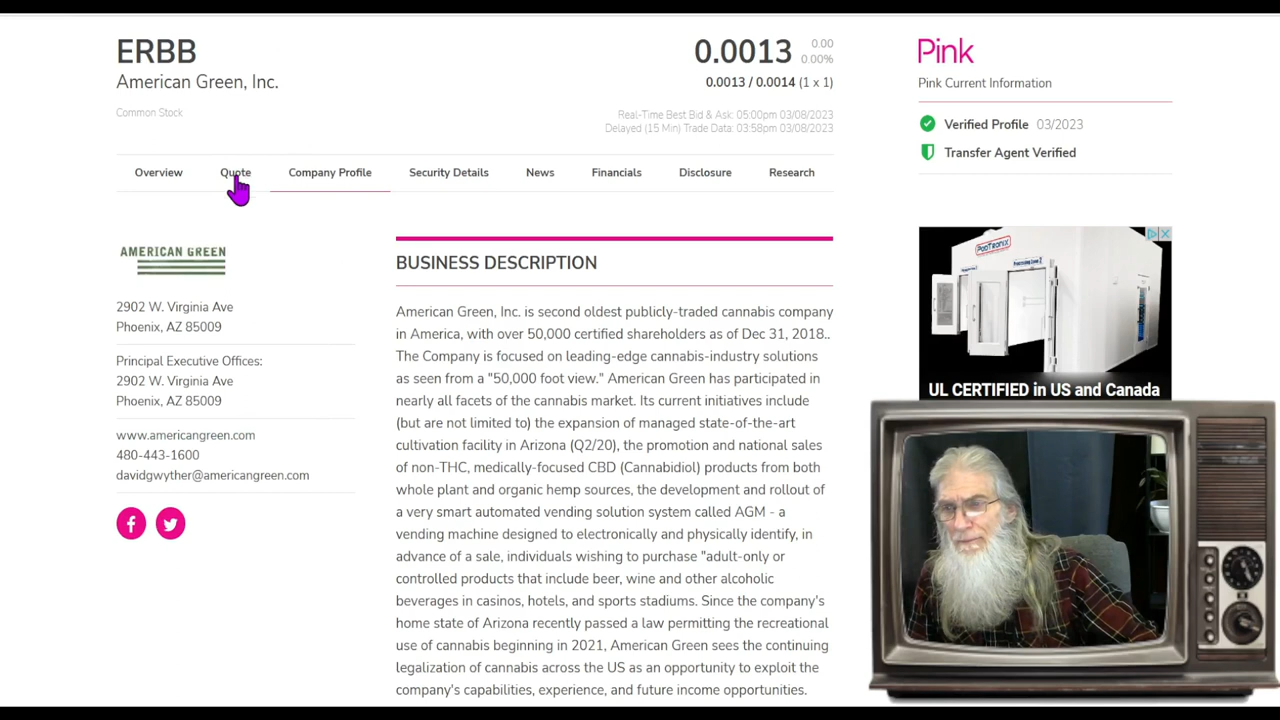 ERBB
American Green, Inc.
Common Stock
0.0013 0.00
0.00%
0.0013 / 0.0014 (1 x 1)
Real-Time Best Bid & Ask: 05:00pm 03/08/2023
Delayed (15 Min) Trade Data: 03:58pm 03/08/2023
Pink
Pink Current Information
Verified Profile 03/2023
Transfer Agent Verified
Overview Quote Company Profile Security Details News Financials Disclosure Research
AMERICAN GREEN
2902 W. Virginia Ave
Phoenix, AZ 85009
Principal Executive Offices:
2902 W. Virginia Ave
Phoenix, AZ 85009
www.americangreen.com
480-443-1600
davidgwyther@americangreen.com
BUSINESS DESCRIPTION
American Green, Inc. is second oldest publicly-traded cannabis company
in America, with over 50,000 certified shareholders as of Dec 31, 2018..
The Company is focused on leading-edge cannabis-industry solutions
as seen from a "50,000 foot view." American Green has participated in
nearly all facets of the cannabis market. Its current initiatives include
(but are not limited to) the expansion of managed state-of-the-art
cultivation facility in Arizona (Q2/20), the promotion and national sales
of non-THC, medically-focused CBD (Cannabidiol) products from both
whole plant and organic hemp sources, the development and rollout of
a very smart automated vending solution system called AGM - a
vending machine designed to electronically and physically identify, in
advance of a sale, individuals wishing to purchase "adult-only or
controlled products that include beer, wine and other alcoholic
beverages in casinos, hotels, and sports stadiums. Since the company's
home state of Arizona recently passed a law permitting the recreational
use of cannabis beginning in 2021, American Green sees the continuing
legalization of cannabis across the US as an opportunity to exploit the
company's capabilities, experience, and future income opportunities.
PODTRONIX
UL CERTIFIED in US and Canada